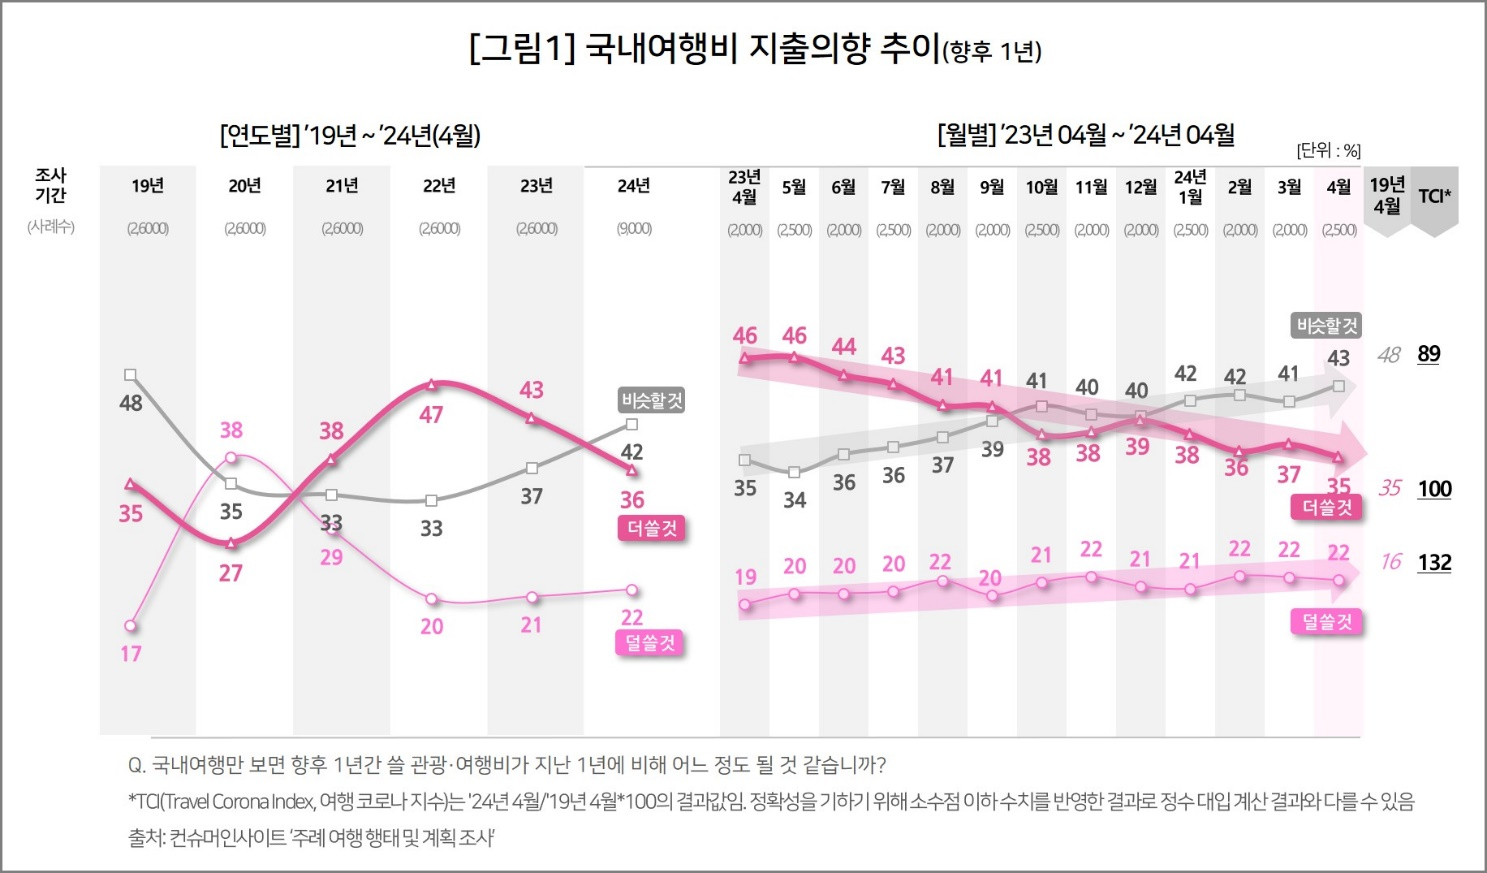 [그림1] 국내여행비 지출의향 추이(향후 1년)
[연도별] ’19년 ~ ’24년(4월)
[월별] ’23년 04월 ~ ’24년 04월
[단위 : %]
조사
기간
19년 20년 21년 22년 23년 24년
23년
4월
5월 6월 7월 8월 9월 10월 11월 12월
24년
1월
2월 3월 4월
19년
4월
TCI*
(사례수) (2,6000) (2,6000) (2,6000) (2,6000) (2,6000) (9,000) (2,000) (2,500) (2,000) (2,500) (2,000) (2,000) (2,500) (2,000) (2,000) (2,500) (2,000) (2,000) (2,500)
48 35 33 33 37 42
비슷할 것
35 27 38 47 43 36
더 쓸 것
17 38 29 20 21 22
덜 쓸 것
비슷할 것
35 34 36 36 37 39 41 40 40 42 42 41 43 48 89
46 46 44 43 41 41 38 38 39 38 36 37 35 35 100
더 쓸 것
19 20 20 20 22 20 21 22 21 21 22 22 22 16 132
덜 쓸 것
Q. 국내여행만 보면 향후 1년간 쓸 관광·여행비가 지난 1년에 비해 어느 정도 될 것 같습니까?
*TCI(Travel Corona Index, 여행 코로나 지수)는 '24년 4월/'19년 4월*100의 결과값임. 정확성을 기하기 위해 소수점 이하 수치를 반영한 결과로 정수 대입 계산 결과와 다를 수 있음
출처: 컨슈머인사이트 ‘주례 여행 행태 및 계획 조사’